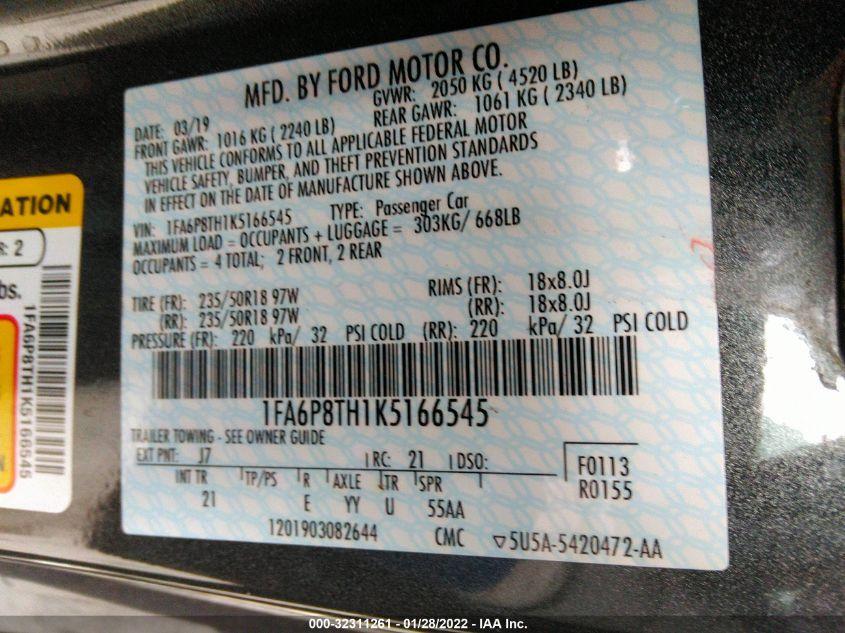 MFD. BY FORD MOTOR CO.
DATE: 03/19 GVWR: 2050 KG ( 4520 LB)
FRONT GAWR: 1016 KG ( 2240 LB) REAR GAWR: 1061 KG ( 2340 LB)
THIS VEHICLE CONFORMS TO ALL APPLICABLE FEDERAL MOTOR
VEHICLE SAFETY, BUMPER, AND THEFT PREVENTION STANDARDS
IN EFFECT ON THE DATE OF MANUFACTURE SHOWN ABOVE.
VIN: 1FA6P8TH1K5166545 TYPE: Passenger Car
MAXIMUM LOAD = OCCUPANTS + LUGGAGE = 303KG/ 668LB
OCCUPANTS = 4 TOTAL; 2 FRONT, 2 REAR
TIRE (FR): 235/50R18 97W RIMS (FR): 18x8.0J
(RR): 235/50R18 97W (RR): 18x8.0J
PRESSURE (FR): 220 kPa/ 32 PSI COLD (RR): 220 kPa/ 32 PSI COLD
1FA6P8TH1K5166545
TRAILER TOWING - SEE OWNER GUIDE
EXT PNT: J7 RC: 21 DSO: F0113
INT TR TP/PS R AXLE TR SPR R0155
21 E YY U 55AA
1201903082644 CMC ▽5U5A-5420472-AA
ATION
R: 2
bs.
1FA6P8TH1K5166545
000-32311261 - 01/28/2022 - IAA Inc.